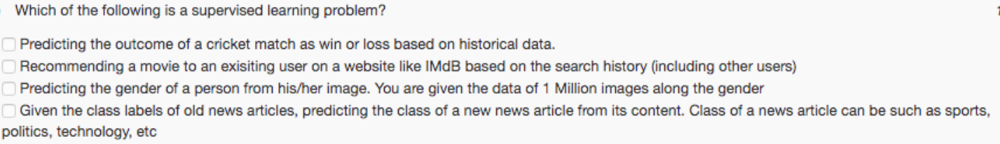 Which of the following is a supervised learning problem?
Predicting the outcome of a cricket match as win or loss based on historical data.
Recommending a movie to an exisiting user on a website like IMdB based on the search history (including other users)
Predicting the gender of a person from his/her image. You are given the data of 1 Million images along the gender
Given the class labels of old news articles, predicting the class of a new news article from its content. Class of a news article can be such as sports,
politics, technology, etc